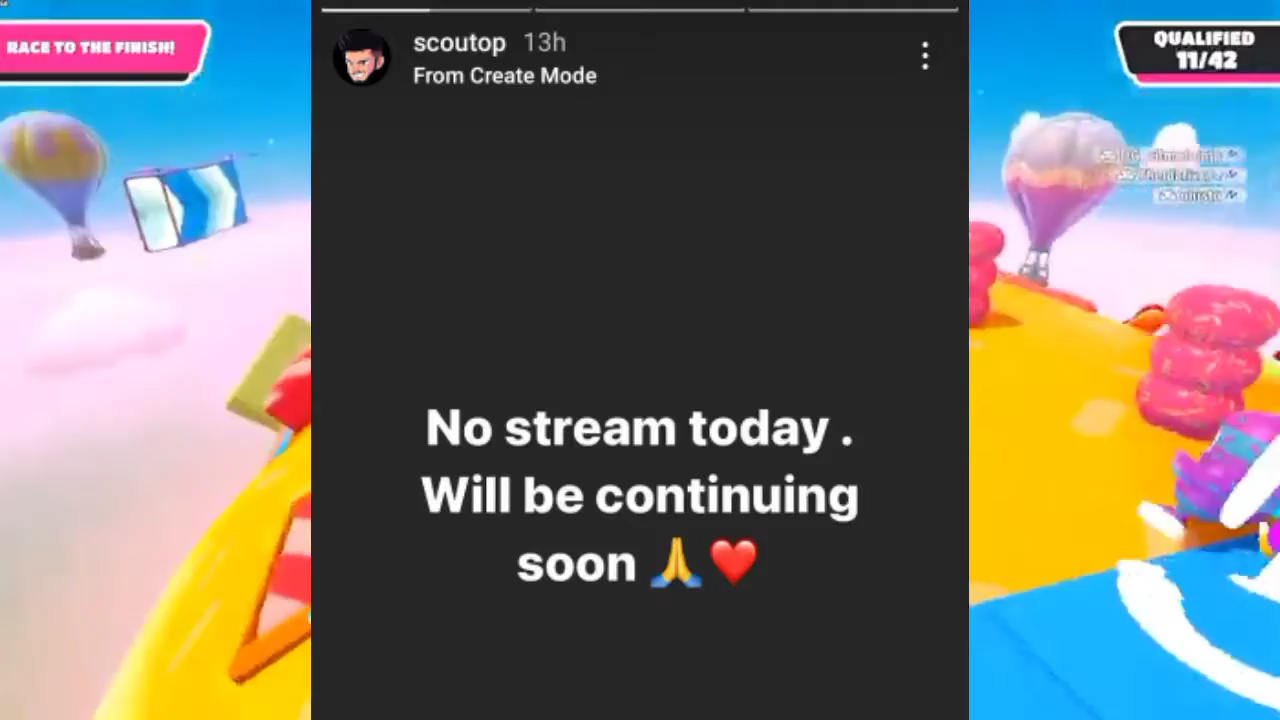 RACE TO THE FINISH!
scoutop 13h
From Create Mode
QUALIFIED
11/42
No stream today .
Will be continuing
soon 🙏❤️